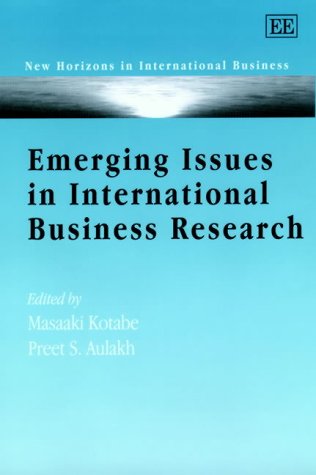 EE
New Horizons in International Business
Emerging Issues
in International
Business Research
Edited by
Masaaki Kotabe
Preet S. Aulakh